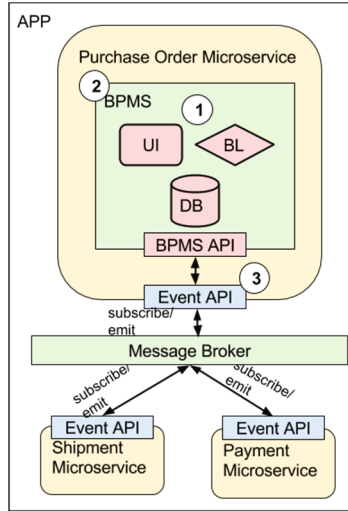 APP
Purchase Order Microservice
2
BPMS
1
UI
BL
DB
BPMS API
3
Event API
subscribe/
emit
Message Broker
subscribe/
emit
subscribe/
emit
Event API
Shipment
Microservice
Event API
Payment
Microservice